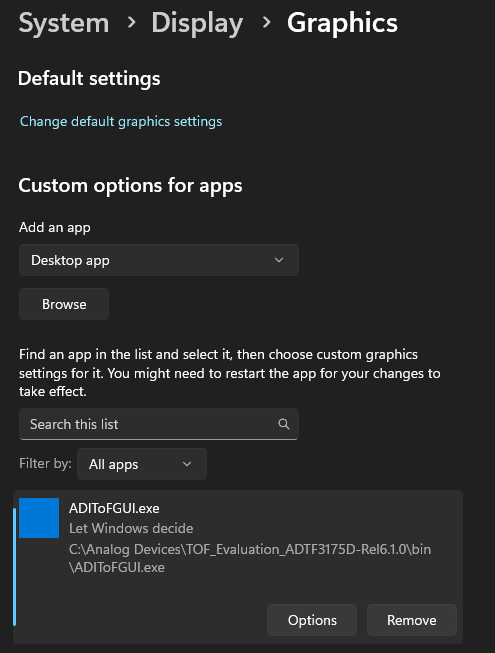 System > Display > Graphics
Default settings
Change default graphics settings
Custom options for apps
Add an app
Desktop app
Browse
Find an app in the list and select it, then choose custom graphics
settings for it. You might need to restart the app for your changes to
take effect.
Search this list
Filter by: All apps
ADIToFGUI.exe
Let Windows decide
C:\Analog Devices\TOF_Evaluation_ADTF3175D-Rel6.1.0\bin
\ADIToFGUI.exe
Options Remove